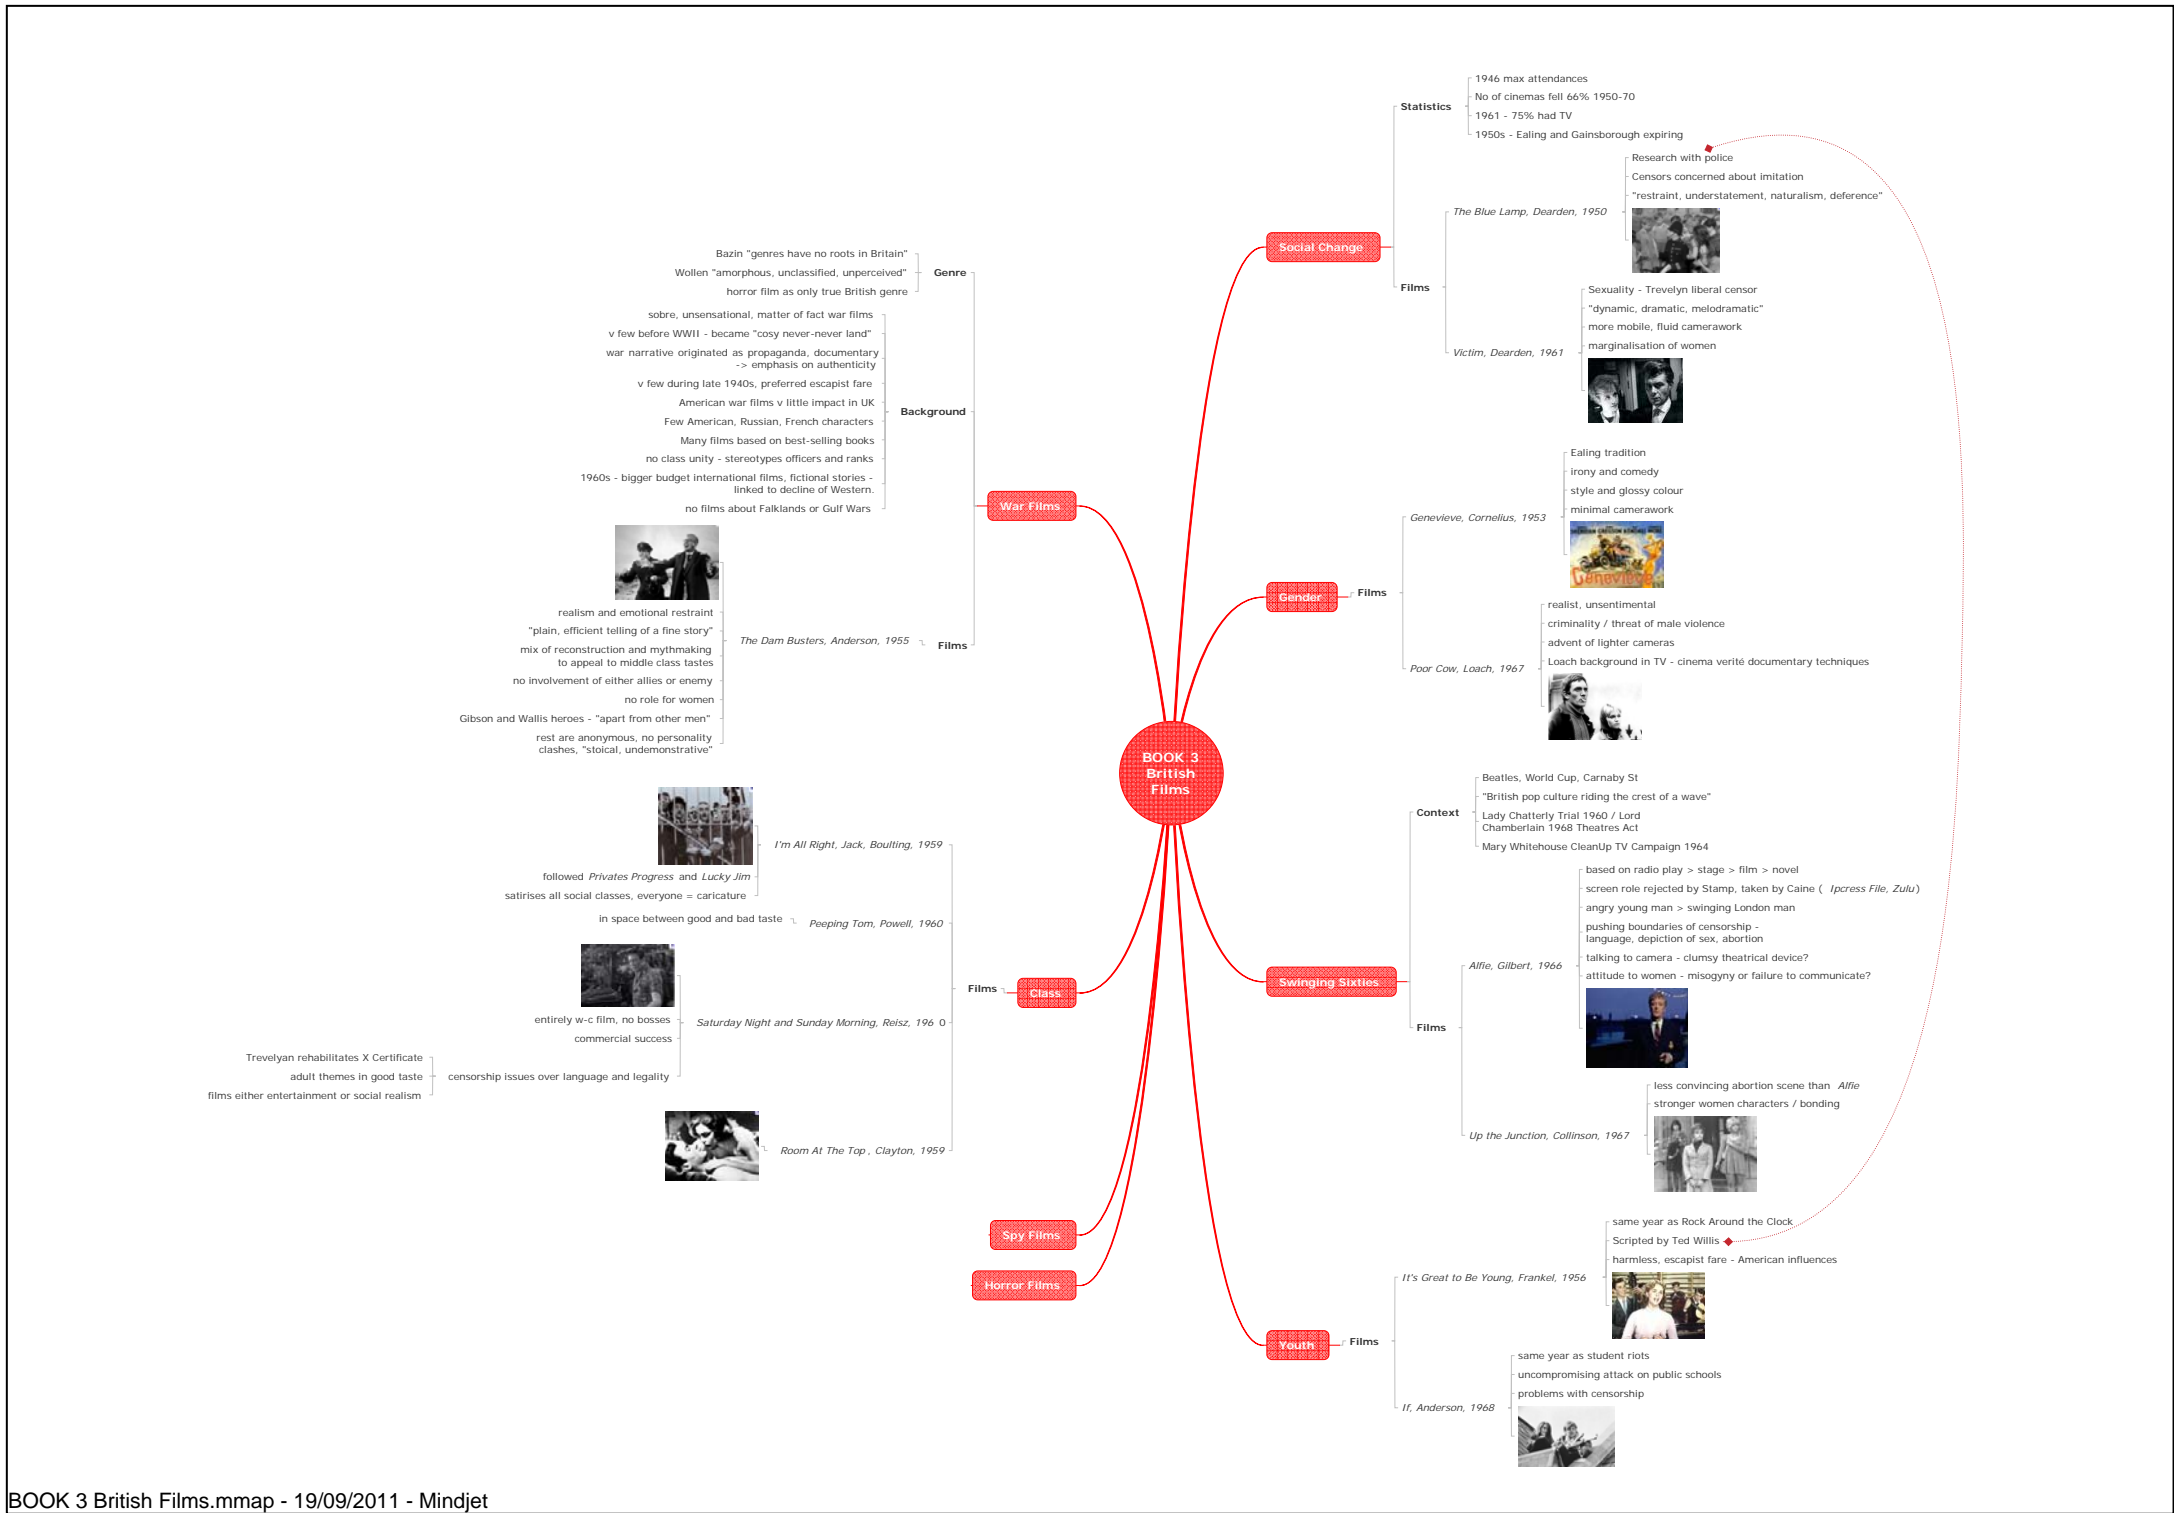 BOOK 3
British
Films
Social Change
Statistics
1946 max attendances
No of cinemas fell 66% 1950-70
1961 - 75% had TV
1950s - Ealing and Gainsborough expiring
Films
The Blue Lamp, Dearden, 1950
Research with police
Censors concerned about imitation
"restraint, understatement, naturalism, deference"
Victim, Dearden, 1961
Sexuality - Trevelyn liberal censor
"dynamic, dramatic, melodramatic"
more mobile, fluid camerawork
marginalisation of women
Gender
Films
Genevieve, Cornelius, 1953
Ealing tradition
irony and comedy
style and glossy colour
minimal camerawork
Genevieve
Poor Cow, Loach, 1967
realist, unsentimental
criminality / threat of male violence
advent of lighter cameras
Loach background in TV - cinema verité documentary techniques
Swinging Sixties
Context
Beatles, World Cup, Carnaby St
"British pop culture riding the crest of a wave"
Lady Chatterly Trial 1960 / Lord
Chamberlain 1968 Theatres Act
Mary Whitehouse CleanUp TV Campaign 1964
Films
Alfie, Gilbert, 1966
based on radio play > stage > film > novel
screen role rejected by Stamp, taken by Caine ( Ipcress File, Zulu)
angry young man > swinging London man
pushing boundaries of censorship -
language, depiction of sex, abortion
talking to camera - clumsy theatrical device?
attitude to women - misogyny or failure to communicate?
Up the Junction, Collinson, 1967
less convincing abortion scene than Alfie
stronger women characters / bonding
Youth
Films
It's Great to Be Young, Frankel, 1956
same year as Rock Around the Clock
Scripted by Ted Willis
harmless, escapist fare - American influences
If, Anderson, 1968
same year as student riots
uncompromising attack on public schools
problems with censorship
War Films
Genre
Bazin "genres have no roots in Britain"
Wollen "amorphous, unclassified, unperceived"
horror film as only true British genre
Background
sobre, unsensational, matter of fact war films
v few before WWII - became "cosy never-never land"
war narrative originated as propaganda, documentary
-> emphasis on authenticity
v few during late 1940s, preferred escapist fare
American war films v little impact in UK
Few American, Russian, French characters
Many films based on best-selling books
no class unity - stereotypes officers and ranks
1960s - bigger budget international films, fictional stories -
linked to decline of Western.
no films about Falklands or Gulf Wars
Films
The Dam Busters, Anderson, 1955
realism and emotional restraint
"plain, efficient telling of a fine story"
mix of reconstruction and mythmaking
to appeal to middle class tastes
no involvement of either allies or enemy
no role for women
Gibson and Wallis heroes - "apart from other men"
rest are anonymous, no personality
clashes, "stoical, undemonstrative"
Class
Films
I'm All Right, Jack, Boulting, 1959
followed Privates Progress and Lucky Jim
satirises all social classes, everyone = caricature
Peeping Tom, Powell, 1960
in space between good and bad taste
Saturday Night and Sunday Morning, Reisz, 196 0
entirely w-c film, no bosses
commercial success
censorship issues over language and legality
Trevelyan rehabilitates X Certificate
adult themes in good taste
films either entertainment or social realism
Room At The Top , Clayton, 1959
Spy Films
Horror Films
BOOK 3 British Films.mmap - 19/09/2011 - Mindjet